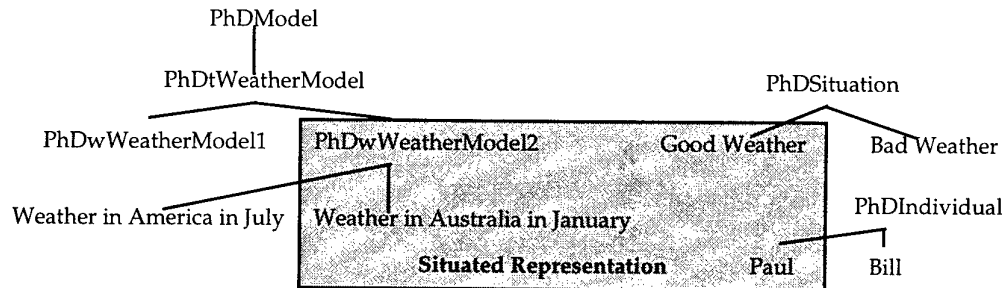 PhDModel
PhDtWeatherModel
PhDSituation
PhDwWeatherModel1
PhDwWeatherModel2
Good Weather
Bad Weather
PhDIndividual
Weather in America in July
Weather in Australia in January
Situated Representation
Paul
Bill